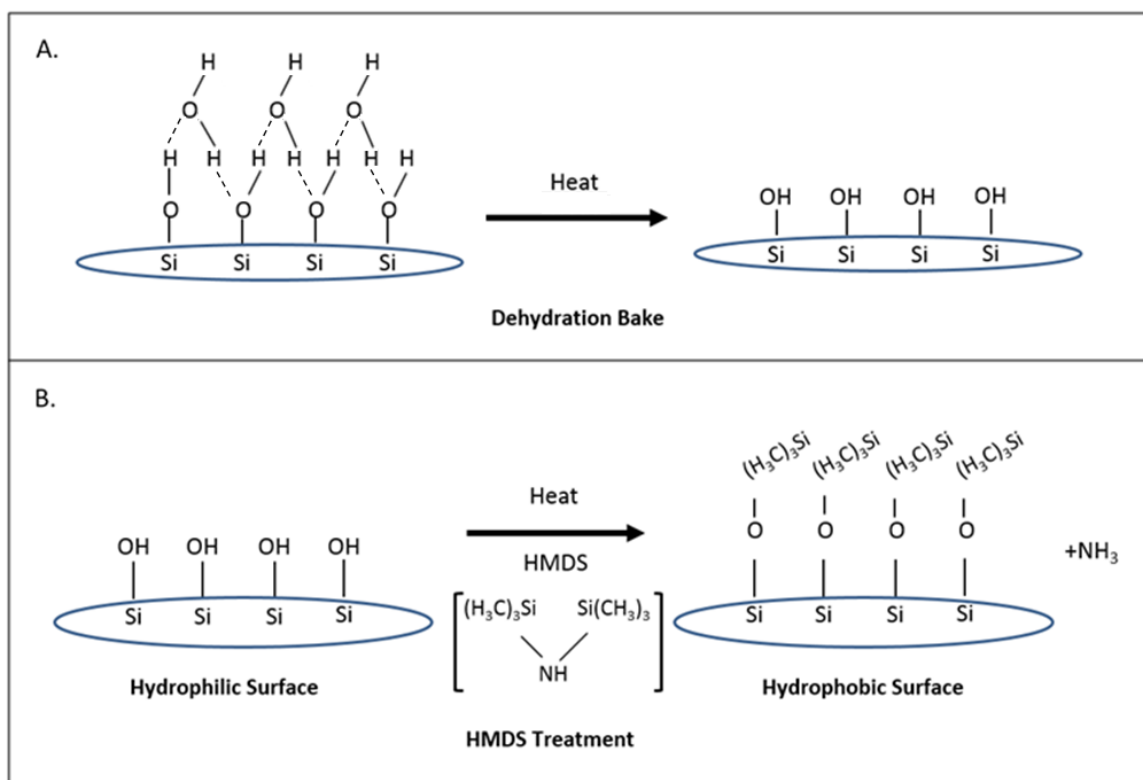 A.
H H H
O O O
H H H H H H H
Heat
O O O O
OH OH OH OH
Si Si Si Si
Si Si Si Si
Dehydration Bake
B.
(H₃C)₃Si (H₃C)₃Si (H₃C)₃Si (H₃C)₃Si
Heat
O O O O
OH OH OH OH
HMDS
+NH₃
(H₃C)₃Si Si(CH₃)₃
Si Si Si Si
Si Si Si Si
NH
Hydrophilic Surface
Hydrophobic Surface
HMDS Treatment